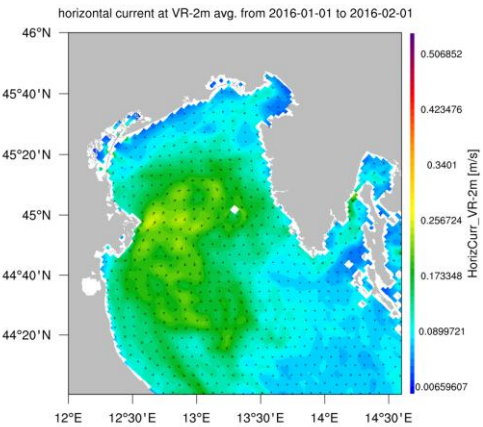 horizontal current at VR-2m avg. from 2016-01-01 to 2016-02-01
46°N
45°40'N
45°20'N
45°N
44°40'N
44°20'N
12°E
12°30'E
13°E
13°30'E
14°E
14°30'E
0.506852
0.423476
0.3401
0.256724
0.173348
0.0899721
0.00659607
HorizCurr_VR-2m [m/s]